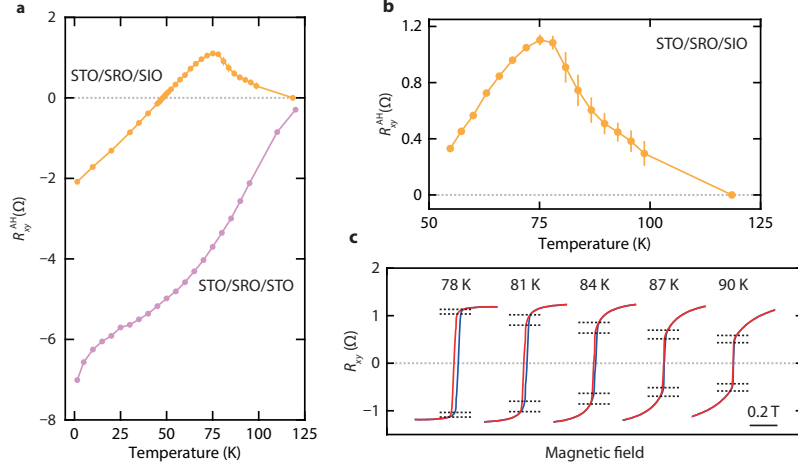 a
2
0
−2
−4
−6
−8
R_xy^AH(Ω)
STO/SRO/SIO
STO/SRO/STO
0 25 50 75 100 125
Temperature (K)
b
1.2
0.8
0.4
0
R_xy^AH(Ω)
STO/SRO/SIO
50 75 100 125
Temperature (K)
c
2
1
0
−1
R_xy (Ω)
78 K 81 K 84 K 87 K 90 K
0.2 T
Magnetic field